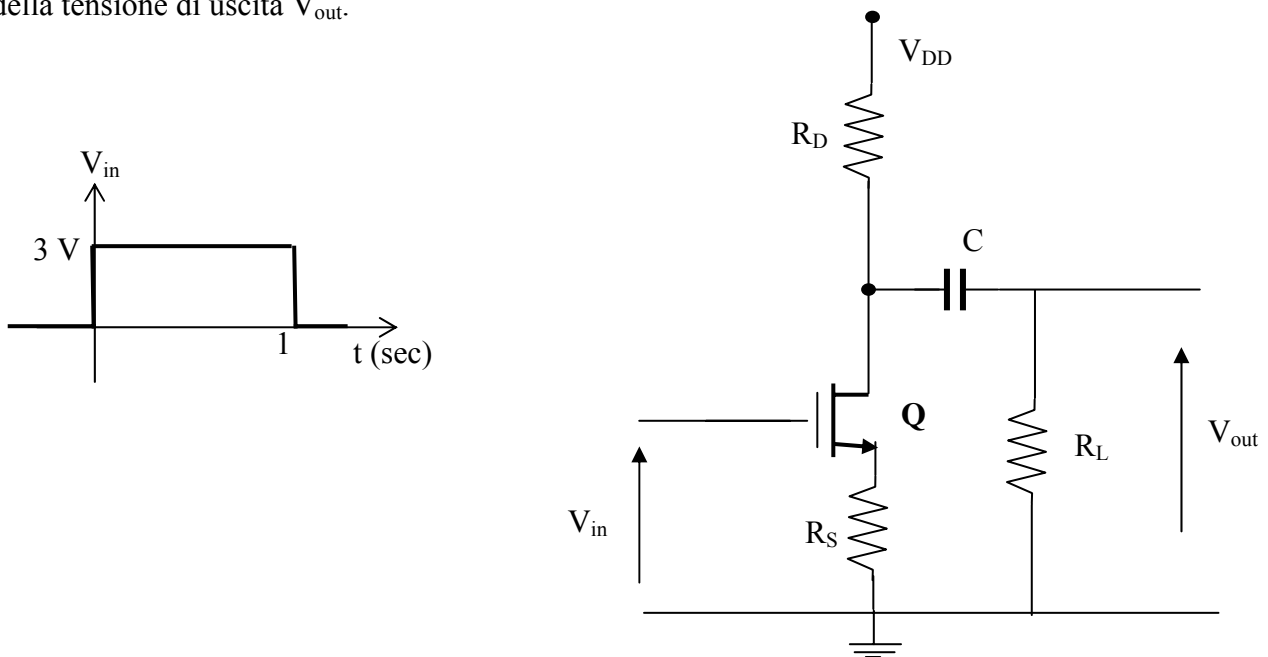 della tensione di uscita Vout.
VDD
RD
Vin
3 V
C
1
t (sec)
Q
RL
Vout
Vin
RS